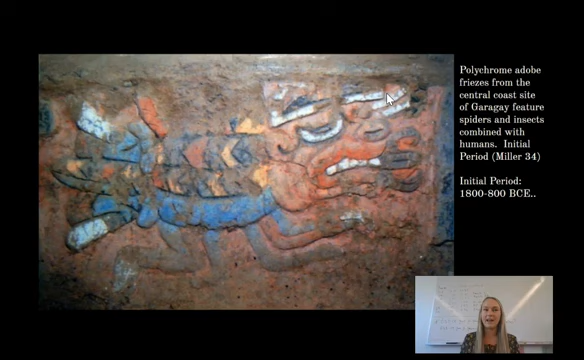 Polychrome adobe
friezes from the
central coast site
of Garagay feature
spiders and insects
combined with
humans. Initial
Period (Miller 34)
Initial Period:
1800-800 BCE..